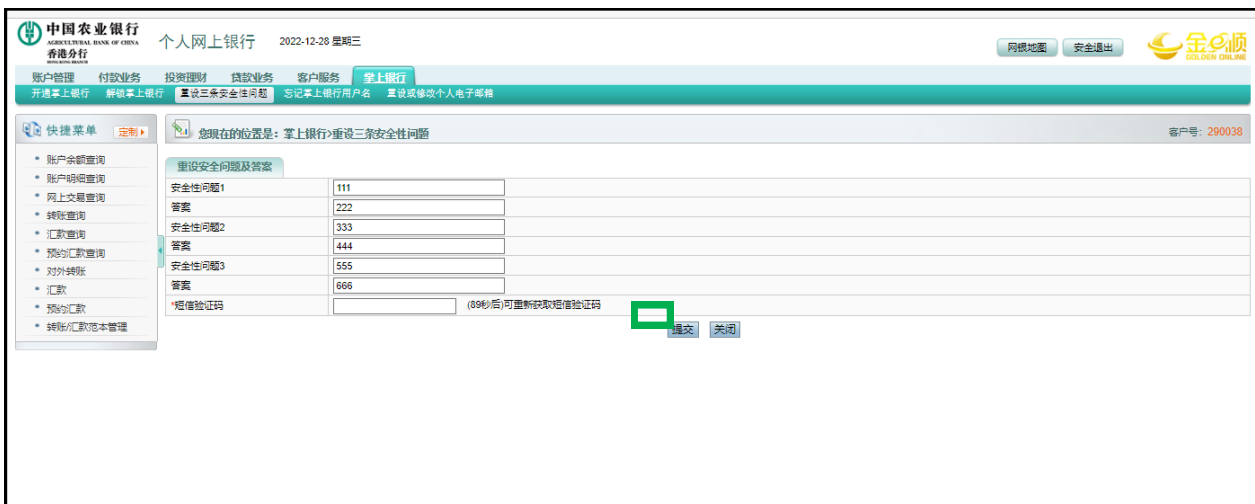 中国农业银行
AGRICULTURAL BANK OF CHINA
香港分行
HONG KONG BRANCH
个人网上银行 2022-12-28 星期三
网银地图 安全退出
金e顺
GOLDEN ONLINE
账户管理 付款业务 投资理财 贷款业务 客户服务 掌上银行
开通掌上银行 解锁掌上银行 重设三条安全性问题 忘记掌上银行用户名 重设或修改个人电子邮箱
快捷菜单 定制
您现在的位置是：掌上银行>重设三条安全性问题 客户号：290038
账户余额查询
账户明细查询
网上交易查询
转账查询
汇款查询
预约汇款查询
对外转账
汇款
预约汇款
转账/汇款范本管理
重设安全问题及答案
安全性问题1 111
答案 222
安全性问题2 333
答案 444
安全性问题3 555
答案 666
*短信验证码 (89秒后)可重新获取短信验证码
提交 关闭